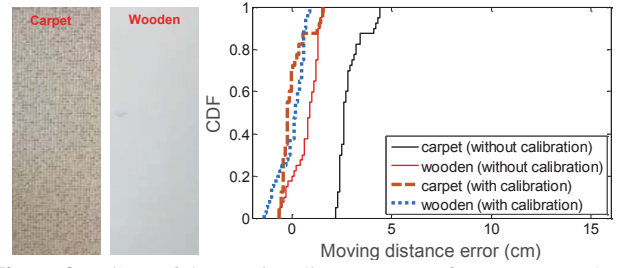 Carpet
Wooden
1
0.8
0.6
0.4
0.2
0
CDF
carpet (without calibration)
wooden (without calibration)
carpet (with calibration)
wooden (with calibration)
0 5 10 15
Moving distance error (cm)